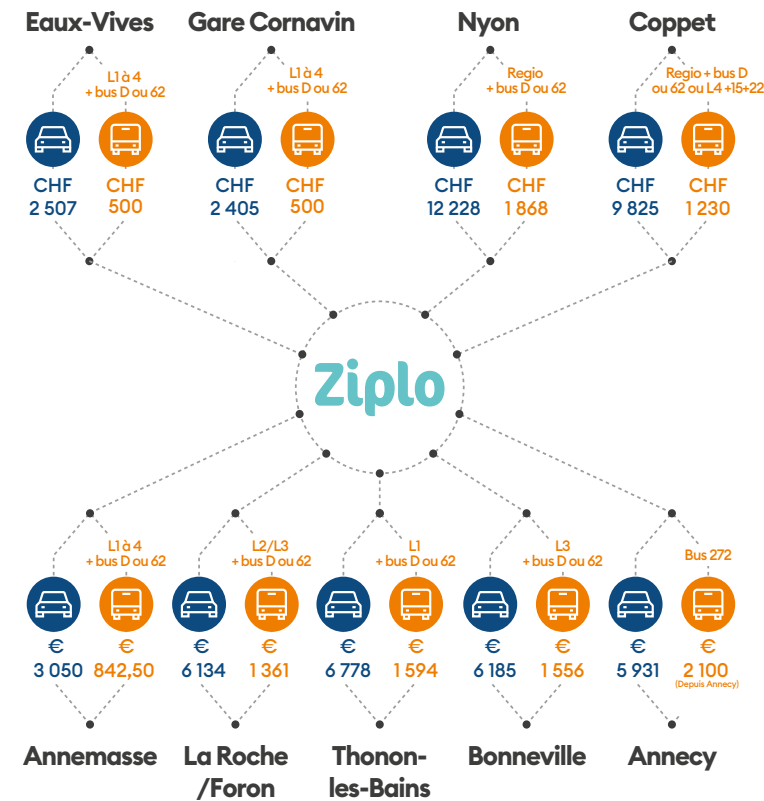 Eaux-Vives
Gare Cornavin
Nyon
Coppet
L1 à 4
+ bus D ou 62
L1 à 4
+ bus D ou 62
Regio
+ bus D ou 62
Regio + bus D
ou 62 ou L4 +15+22
CHF
2 507
CHF
500
CHF
2 405
CHF
500
CHF
12 228
CHF
1 868
CHF
9 825
CHF
1 230
Ziplo
L1 à 4
+ bus D ou 62
L2/L3
+ bus D ou 62
L1
+ bus D ou 62
L3
+ bus D ou 62
Bus 272
€
3 050
€
842,50
€
6 134
€
1 361
€
6 778
€
1 594
€
6 185
€
1 556
€
5 931
€
2 100
(Depuis Annecy)
Annemasse
La Roche
/Foron
Thonon-
les-Bains
Bonneville
Annecy